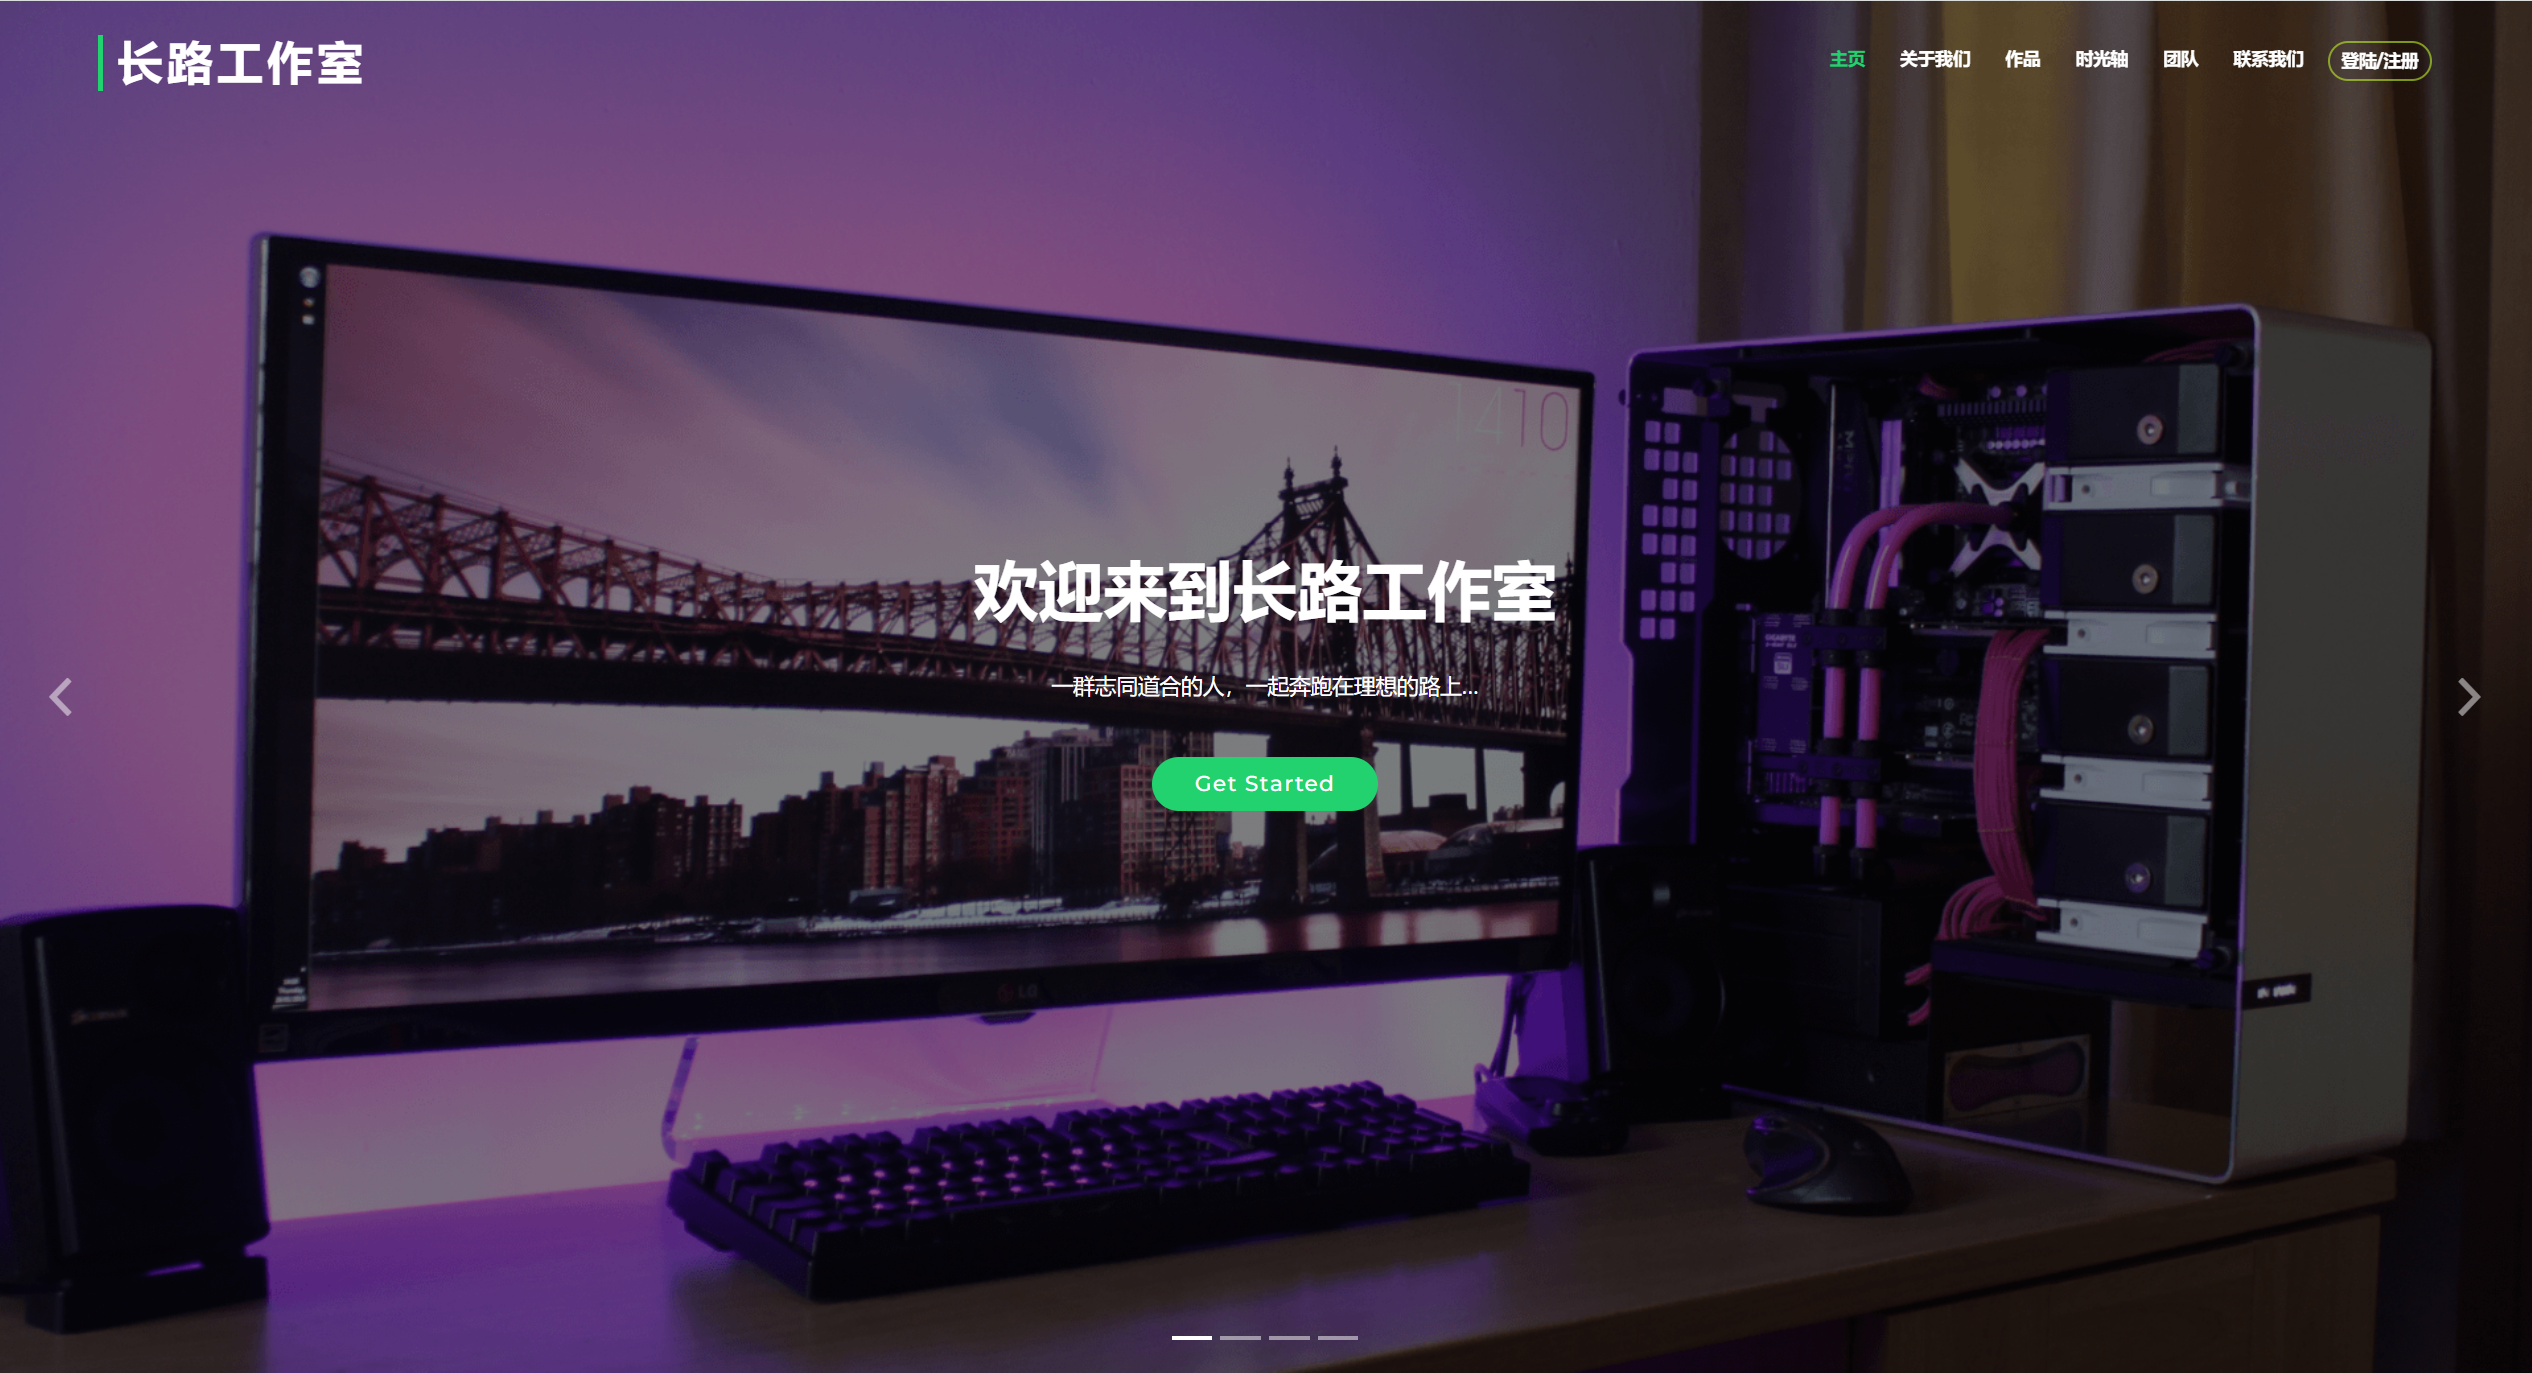 长路工作室
主页 关于我们 作品 时光轴 团队 联系我们 登陆/注册
1410
欢迎来到长路工作室
一群志同道合的人，一起奔跑在理想的路上...
Get Started
LG